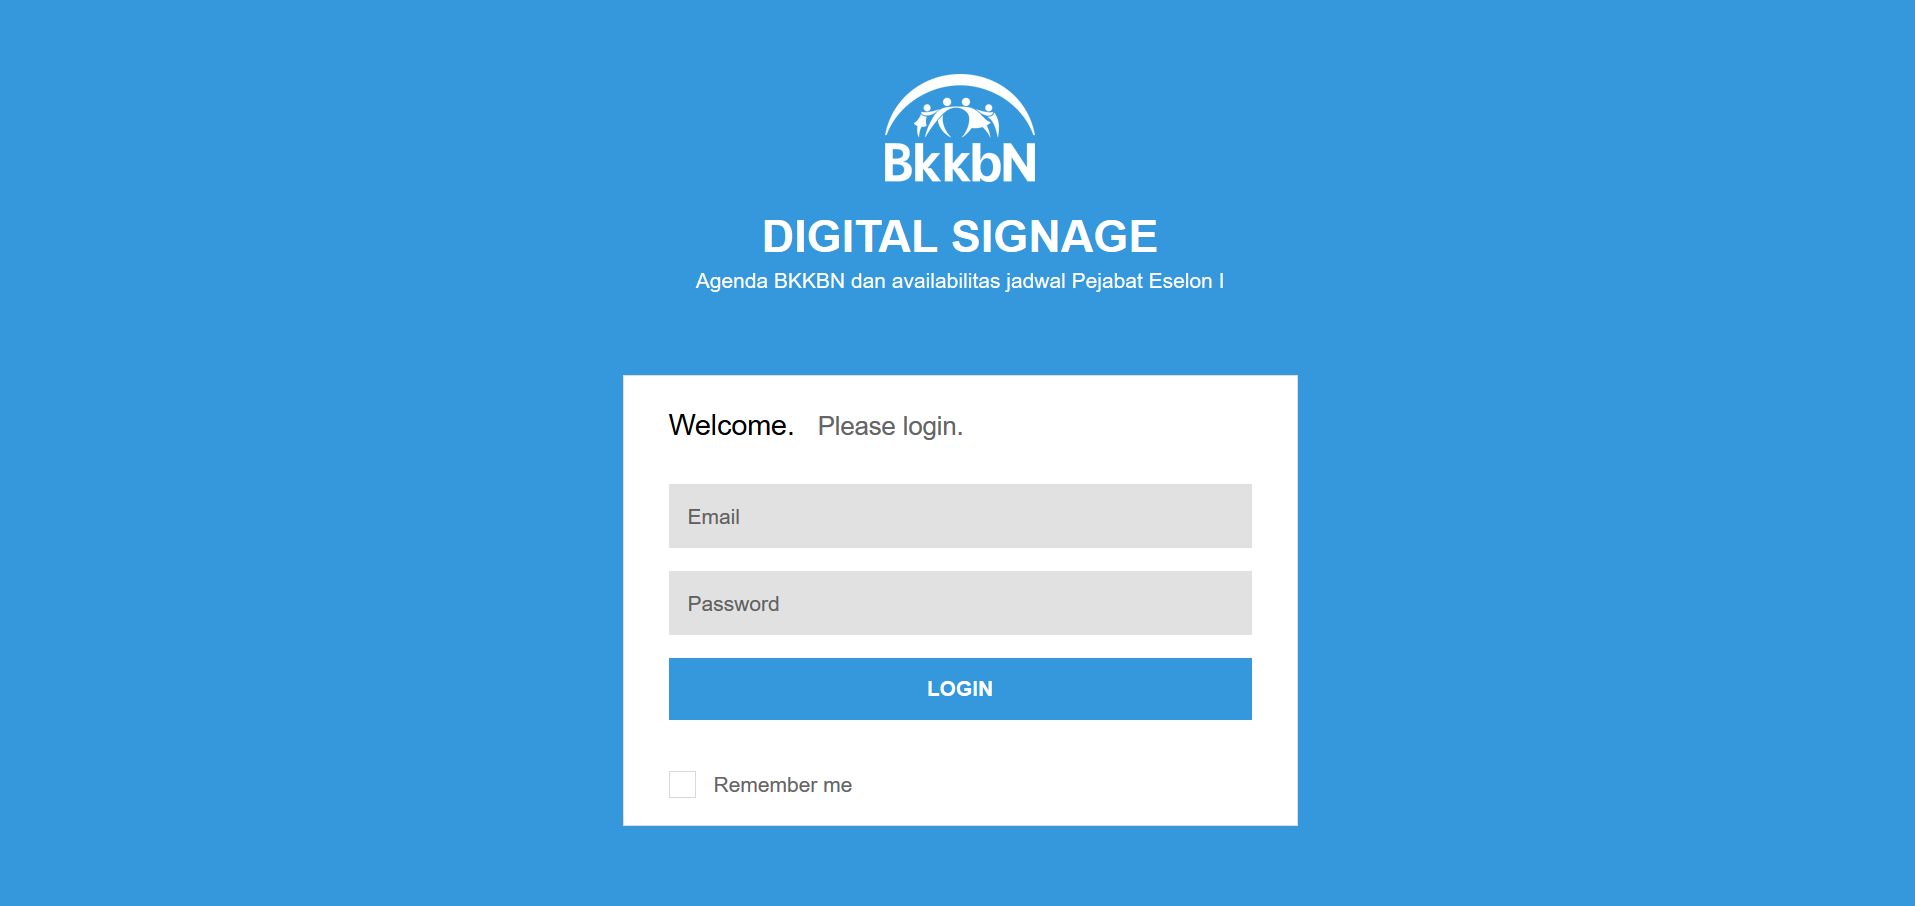 BkkbN
DIGITAL SIGNAGE
Agenda BKKBN dan availabilitas jadwal Pejabat Eselon I
Welcome. Please login.
Email
Password
LOGIN
Remember me